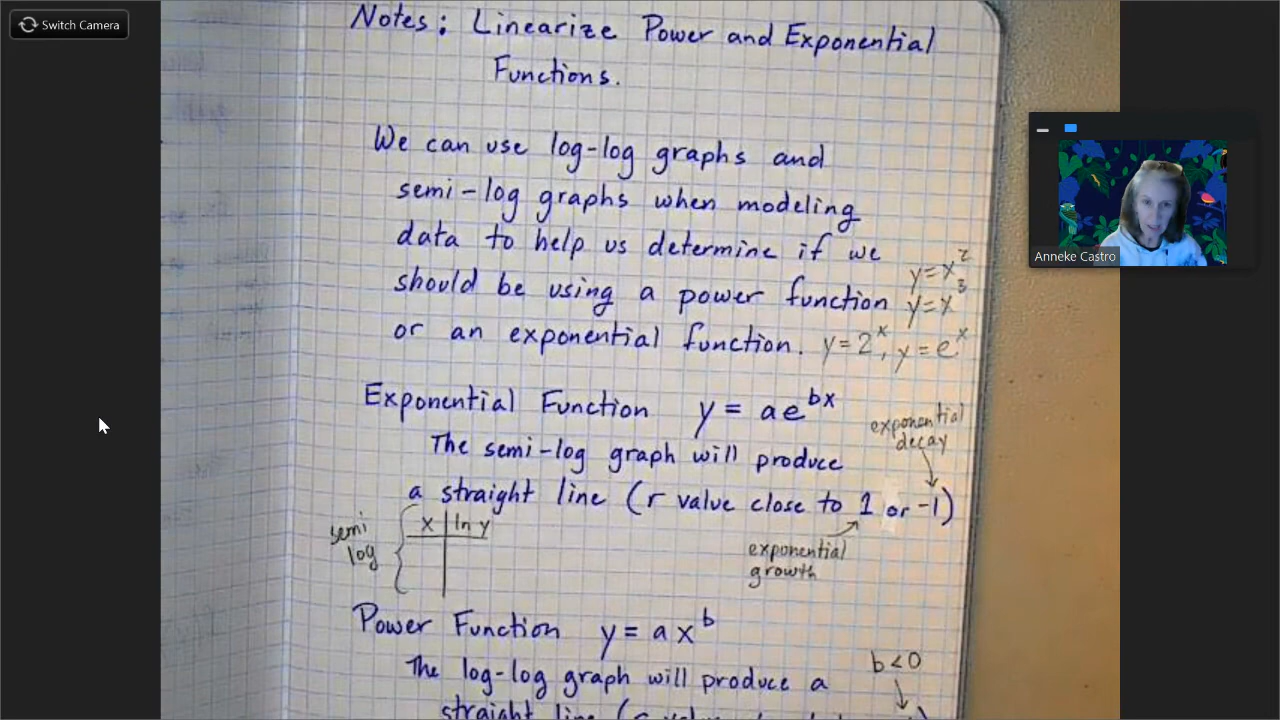 Switch Camera
Notes: Linearize Power and Exponential
Functions.
We can use log-log graphs and
semi-log graphs when modeling
data to help us determine if we
y=x²
should be using a power function
y=x³
or an exponential function.
y=2ˣ, y=eˣ
Exponential Function y = ae^bx
exponential
decay
The semi-log graph will produce
a straight line (r value close to 1 or -1)
semi
log
x | ln y
exponential
growth
Power Function y = ax^b
The log-log graph will produce a
b<0
straight line (r value
Anneke Castro